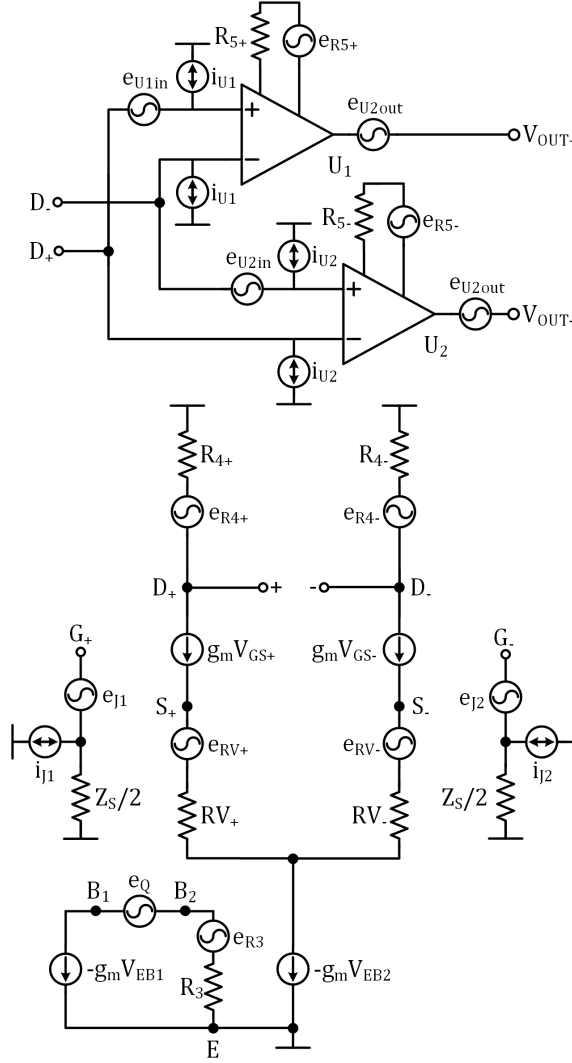 R5+ eR5+
eU1in iU1 eU2out
+
VOUT-
−
U1
D- iU1
R5- eR5-
D+ eU2in iU2 eU2out
+
VOUT-
−
U2
iU2
R4+ R4-
eR4+ eR4-
D+ + - D-
G+ gmVGS+ gmVGS- G-
eJ1 S+ S- eJ2
eRV+ eRV-
iJ1 iJ2
ZS/2 RV+ RV- ZS/2
B1 eQ B2
eR3
-gmVEB1 R3 -gmVEB2
E